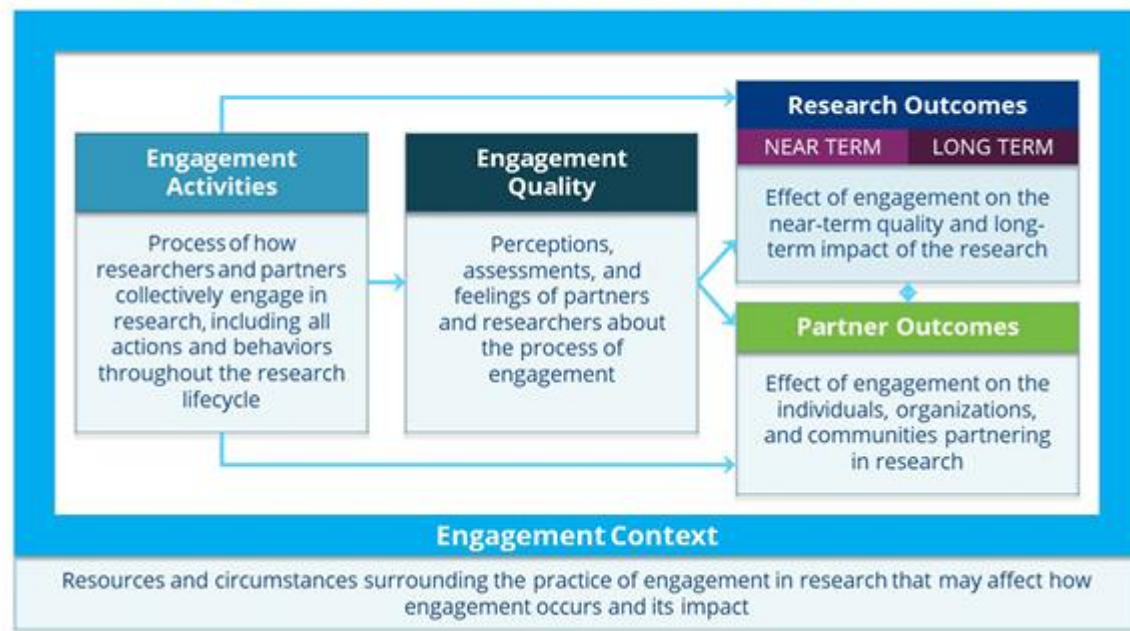 Engagement
Activities
Process of how
researchers and partners
collectively engage in
research, including all
actions and behaviors
throughout the research
lifecycle
Engagement
Quality
Perceptions,
assessments, and
feelings of partners
and researchers about
the process of
engagement
Research Outcomes
NEAR TERM LONG TERM
Effect of engagement on the
near-term quality and long-
term impact of the research
Partner Outcomes
Effect of engagement on the
individuals, organizations,
and communities partnering
in research
Engagement Context
Resources and circumstances surrounding the practice of engagement in research that may affect how
engagement occurs and its impact